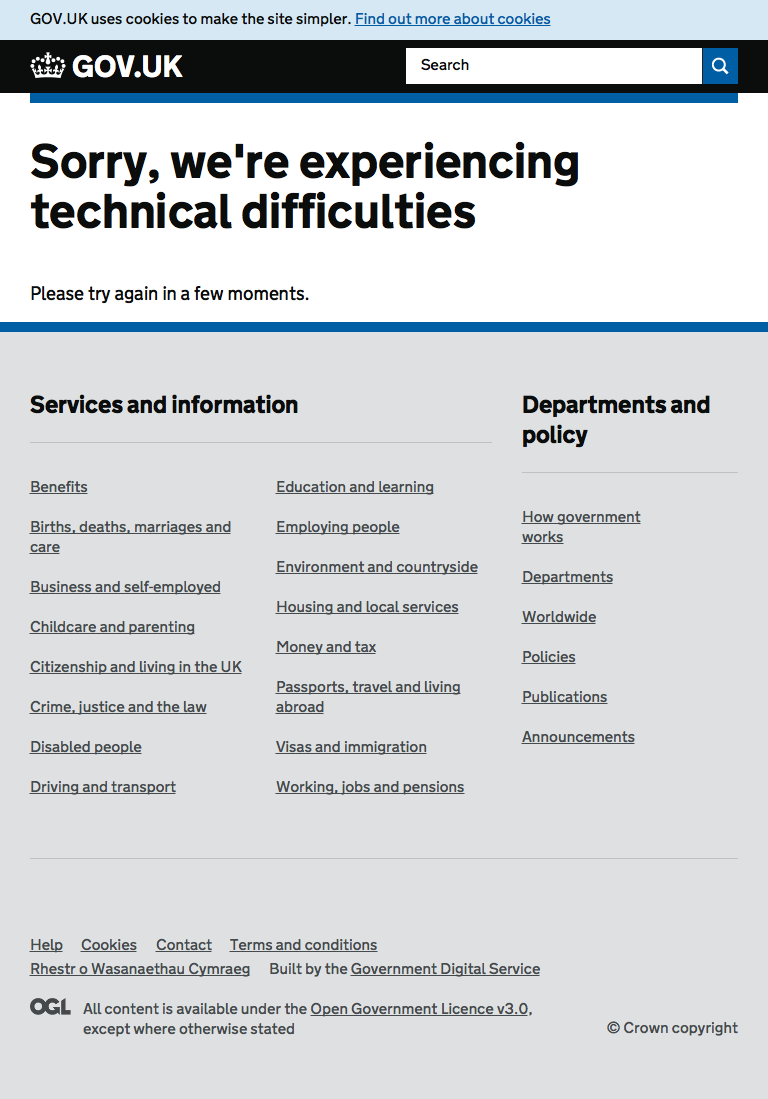 GOV.UK uses cookies to make the site simpler. Find out more about cookies
GOV.UK
Search
Sorry, we're experiencing
technical difficulties
Please try again in a few moments.
Services and information
Benefits
Births, deaths, marriages and
care
Business and self-employed
Childcare and parenting
Citizenship and living in the UK
Crime, justice and the law
Disabled people
Driving and transport
Education and learning
Employing people
Environment and countryside
Housing and local services
Money and tax
Passports, travel and living
abroad
Visas and immigration
Working, jobs and pensions
Departments and
policy
How government
works
Departments
Worldwide
Policies
Publications
Announcements
Help Cookies Contact Terms and conditions
Rhestr o Wasanaethau Cymraeg Built by the Government Digital Service
OGL All content is available under the Open Government Licence v3.0,
except where otherwise stated
© Crown copyright